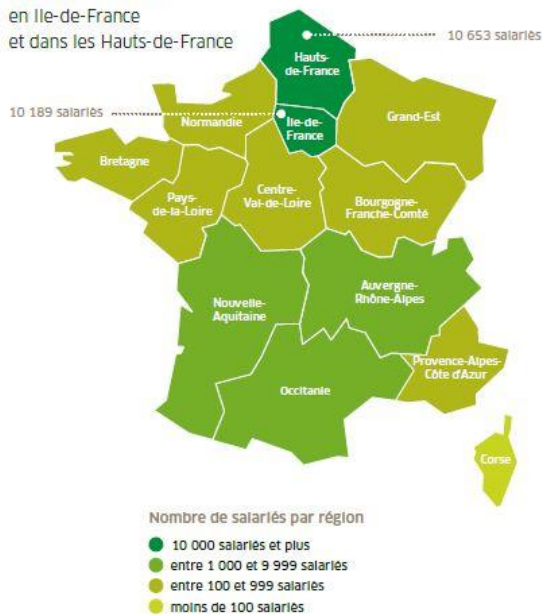 en Ile-de-France
et dans les Hauts-de-France
10 653 salariés
Hauts-
de-France
10 189 salariés
Normandie
Ile-de-
France
Grand-Est
Bretagne
Pays-
de-la-Loire
Centre-
Val-de-Loire
Bourgogne-
Franche-Comté
Nouvelle-
Aquitaine
Auvergne-
Rhône-Alpes
Occitanie
Provence-Alpes-
Côte d'Azur
Corse
Nombre de salariés par région
10 000 salariés et plus
entre 1 000 et 9 999 salariés
entre 100 et 999 salariés
moins de 100 salariés